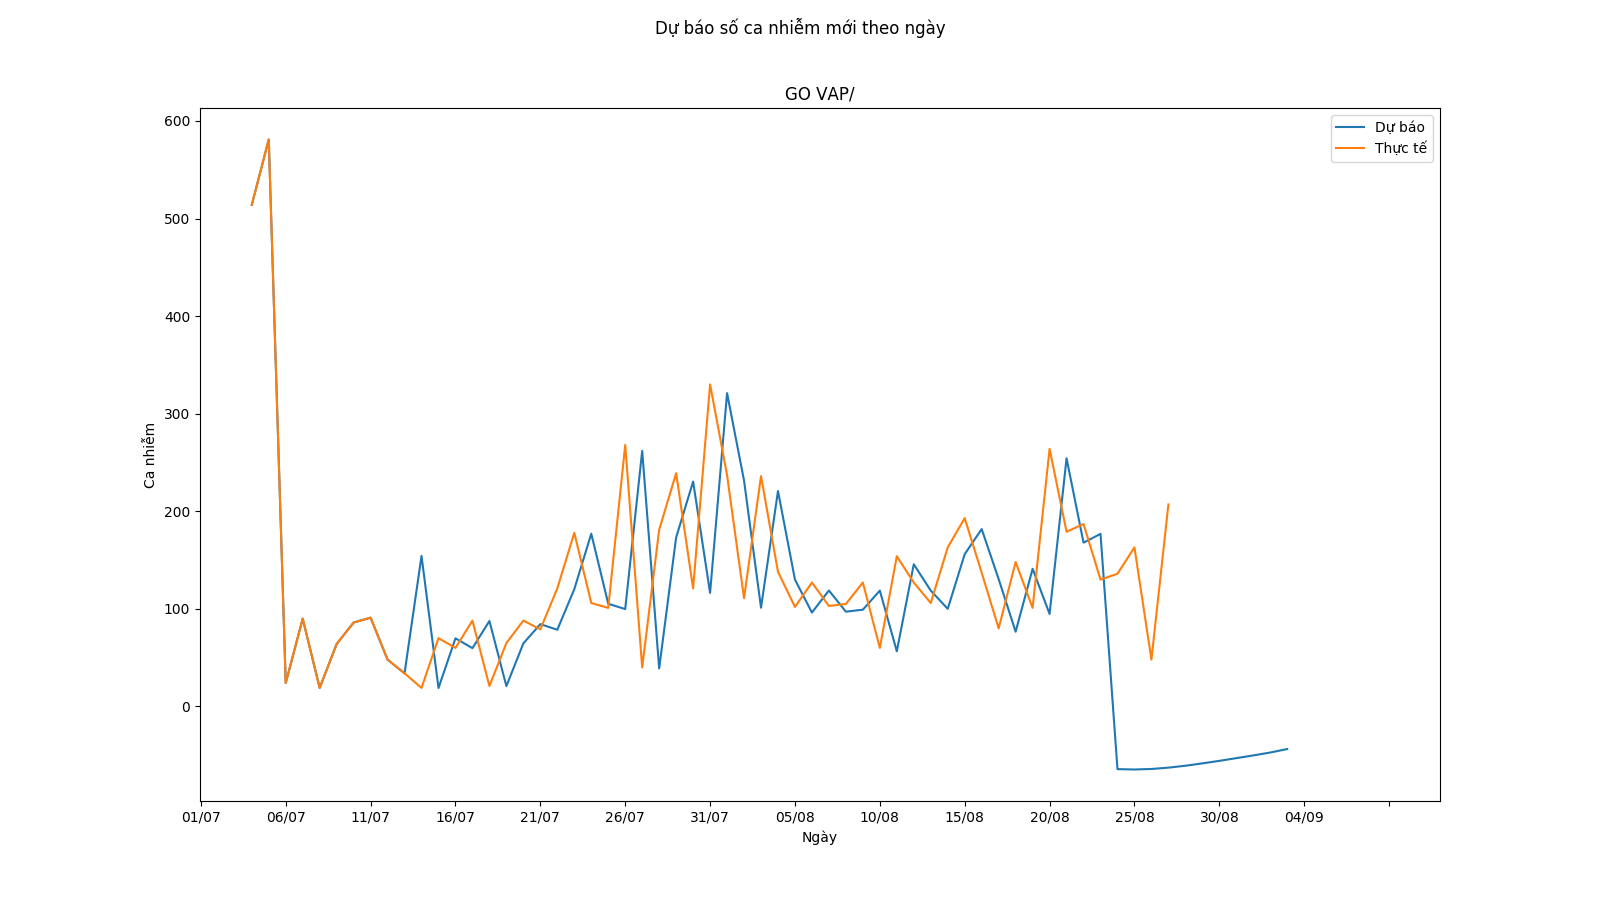 Dự báo số ca nhiễm mới theo ngày
GO VAP/
Dự báo
Thực tế
Ca nhiễm
600
500
400
300
200
100
0
01/07 06/07 11/07 16/07 21/07 26/07 31/07 05/08 10/08 15/08 20/08 25/08 30/08 04/09
Ngày